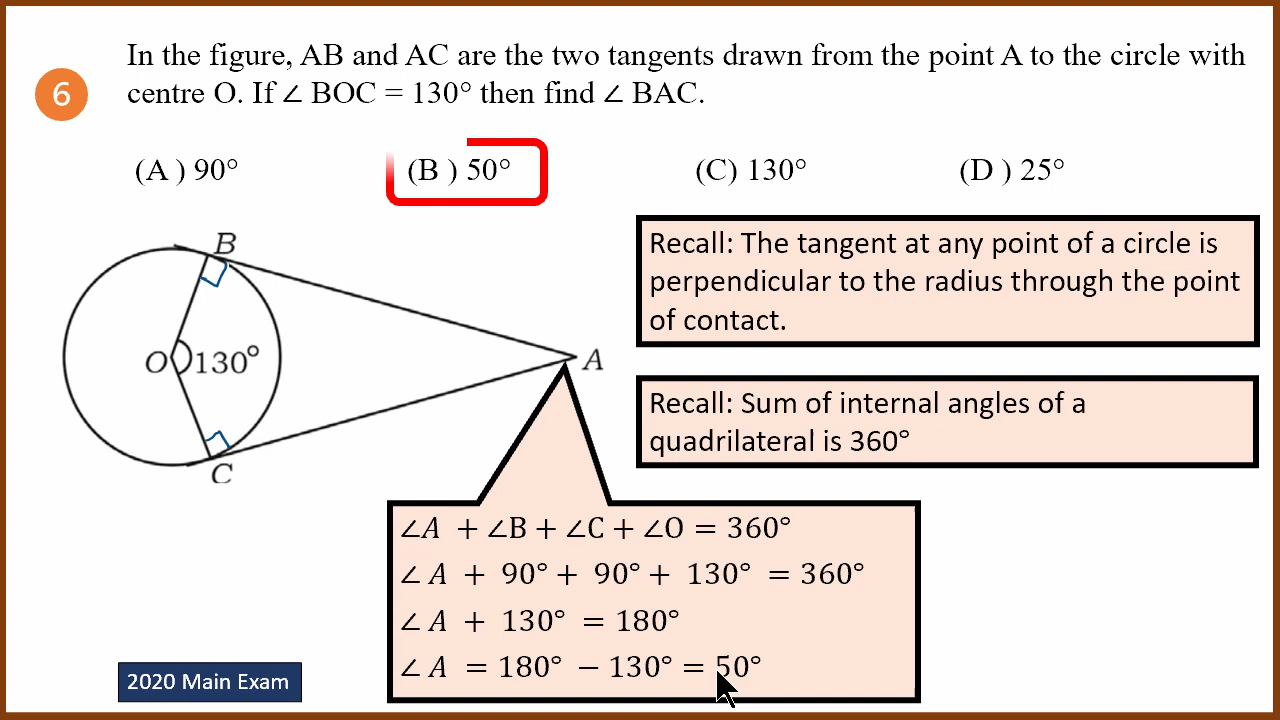 In the figure, AB and AC are the two tangents drawn from the point A to the circle with
6
centre O. If ∠ BOC = 130° then find ∠ BAC.
(A ) 90°
(B ) 50°
(C) 130°
(D ) 25°
B
O
130°
A
C
Recall: The tangent at any point of a circle is
perpendicular to the radius through the point
of contact.
Recall: Sum of internal angles of a
quadrilateral is 360°
∠A + ∠B + ∠C + ∠O = 360°
∠ A + 90° + 90° + 130° = 360°
∠ A + 130° = 180°
∠ A = 180° − 130° = 50°
2020 Main Exam